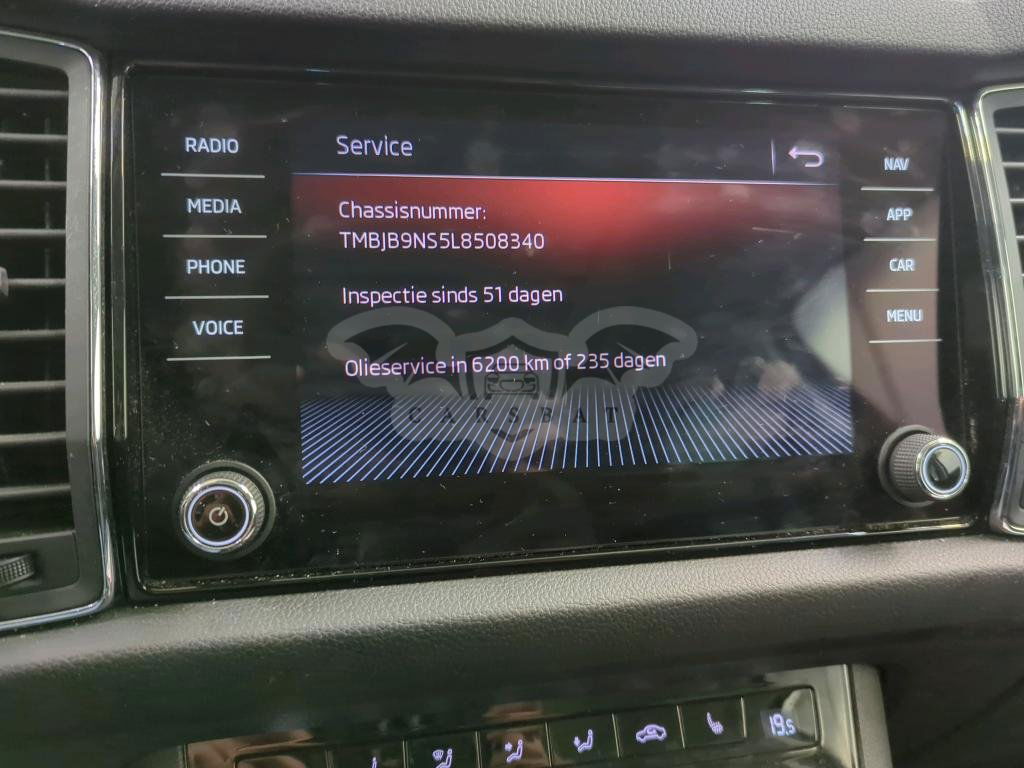 RADIO
MEDIA
PHONE
VOICE
Service
Chassisnummer:
TMBJB9NS5L8508340
Inspectie sinds 51 dagen
Olieservice in 6200 km of 235 dagen
CARSBAT
NAV
APP
CAR
MENU
19.5